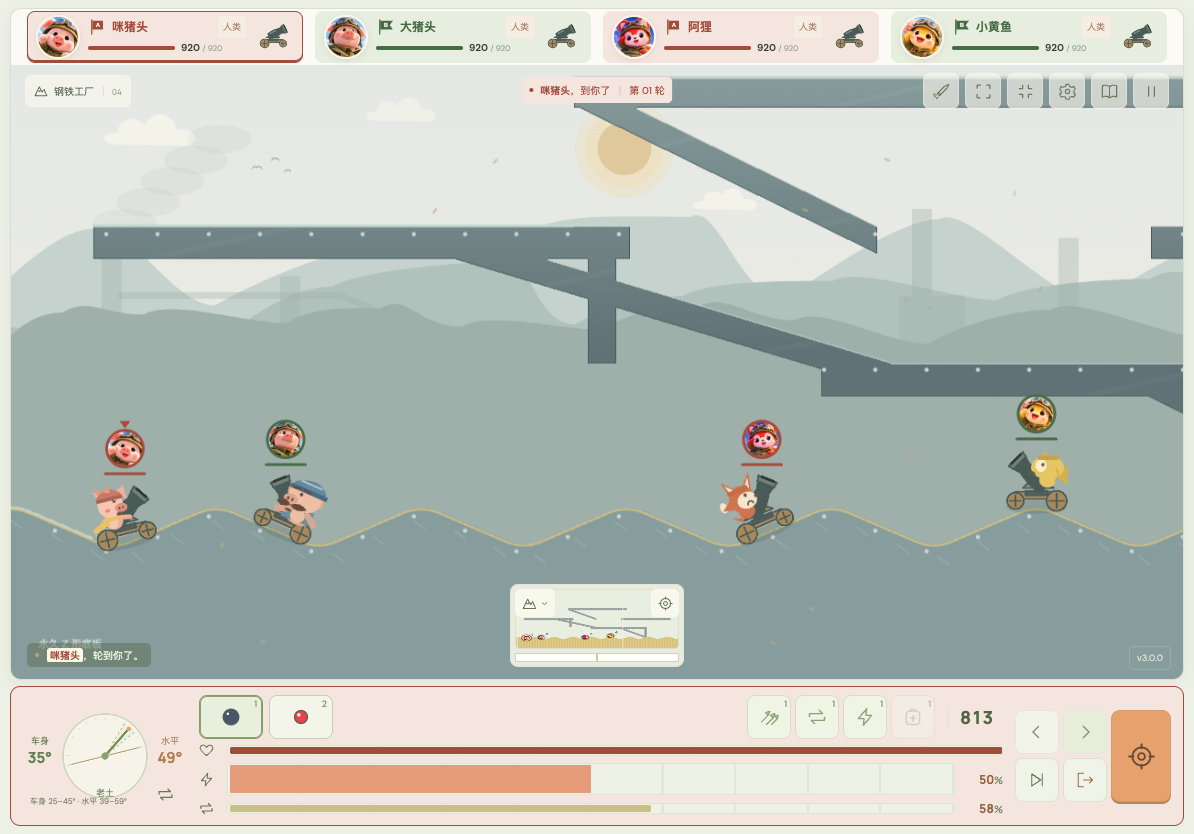 咪猪头 人类 920 / 920
大猪头 人类 920 / 920
阿狸 人类 920 / 920
小黄鱼 人类 920 / 920
钢铁工厂 04
咪猪头，到你了 第 01 轮
咪猪头，轮到你了。
v3.0.0
车身
35°
水平
49°
老土
车身 25–45° · 水平 39–59°
1
2
1
1
1
1
813
50%
58%